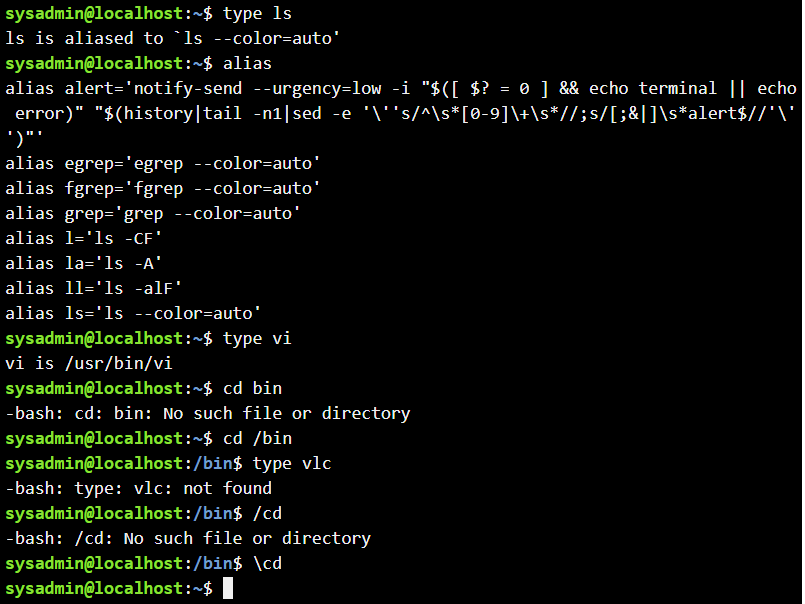 sysadmin@localhost:~$ type ls
ls is aliased to `ls --color=auto'
sysadmin@localhost:~$ alias
alias alert='notify-send --urgency=low -i "$([ $? = 0 ] && echo terminal || echo
 error)" "$(history|tail -n1|sed -e '\''s/^\s*[0-9]\+\s*//;s/[;&|]\s*alert$//'\'
')"'
alias egrep='egrep --color=auto'
alias fgrep='fgrep --color=auto'
alias grep='grep --color=auto'
alias l='ls -CF'
alias la='ls -A'
alias ll='ls -alF'
alias ls='ls --color=auto'
sysadmin@localhost:~$ type vi
vi is /usr/bin/vi
sysadmin@localhost:~$ cd bin
-bash: cd: bin: No such file or directory
sysadmin@localhost:~$ cd /bin
sysadmin@localhost:/bin$ type vlc
-bash: type: vlc: not found
sysadmin@localhost:/bin$ /cd
-bash: /cd: No such file or directory
sysadmin@localhost:/bin$ \cd
sysadmin@localhost:~$